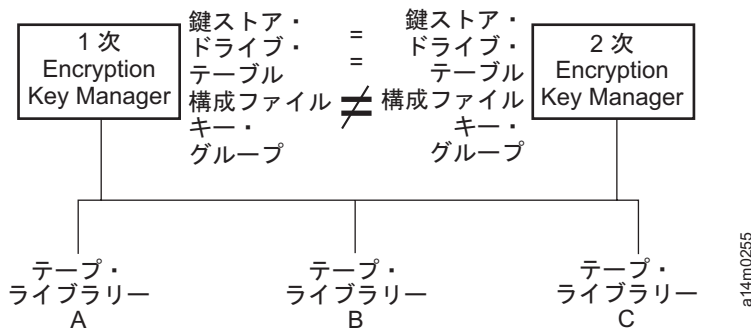 1 次
Encryption
Key Manager
鍵ストア・
ドライブ・
テーブル
構成ファイル
キー・
グループ
=
=
≠
鍵ストア・
ドライブ・
テーブル
構成ファイル
キー・
グループ
2 次
Encryption
Key Manager
テープ・
ライブラリー
A
テープ・
ライブラリー
B
テープ・
ライブラリー
C
a14m0255